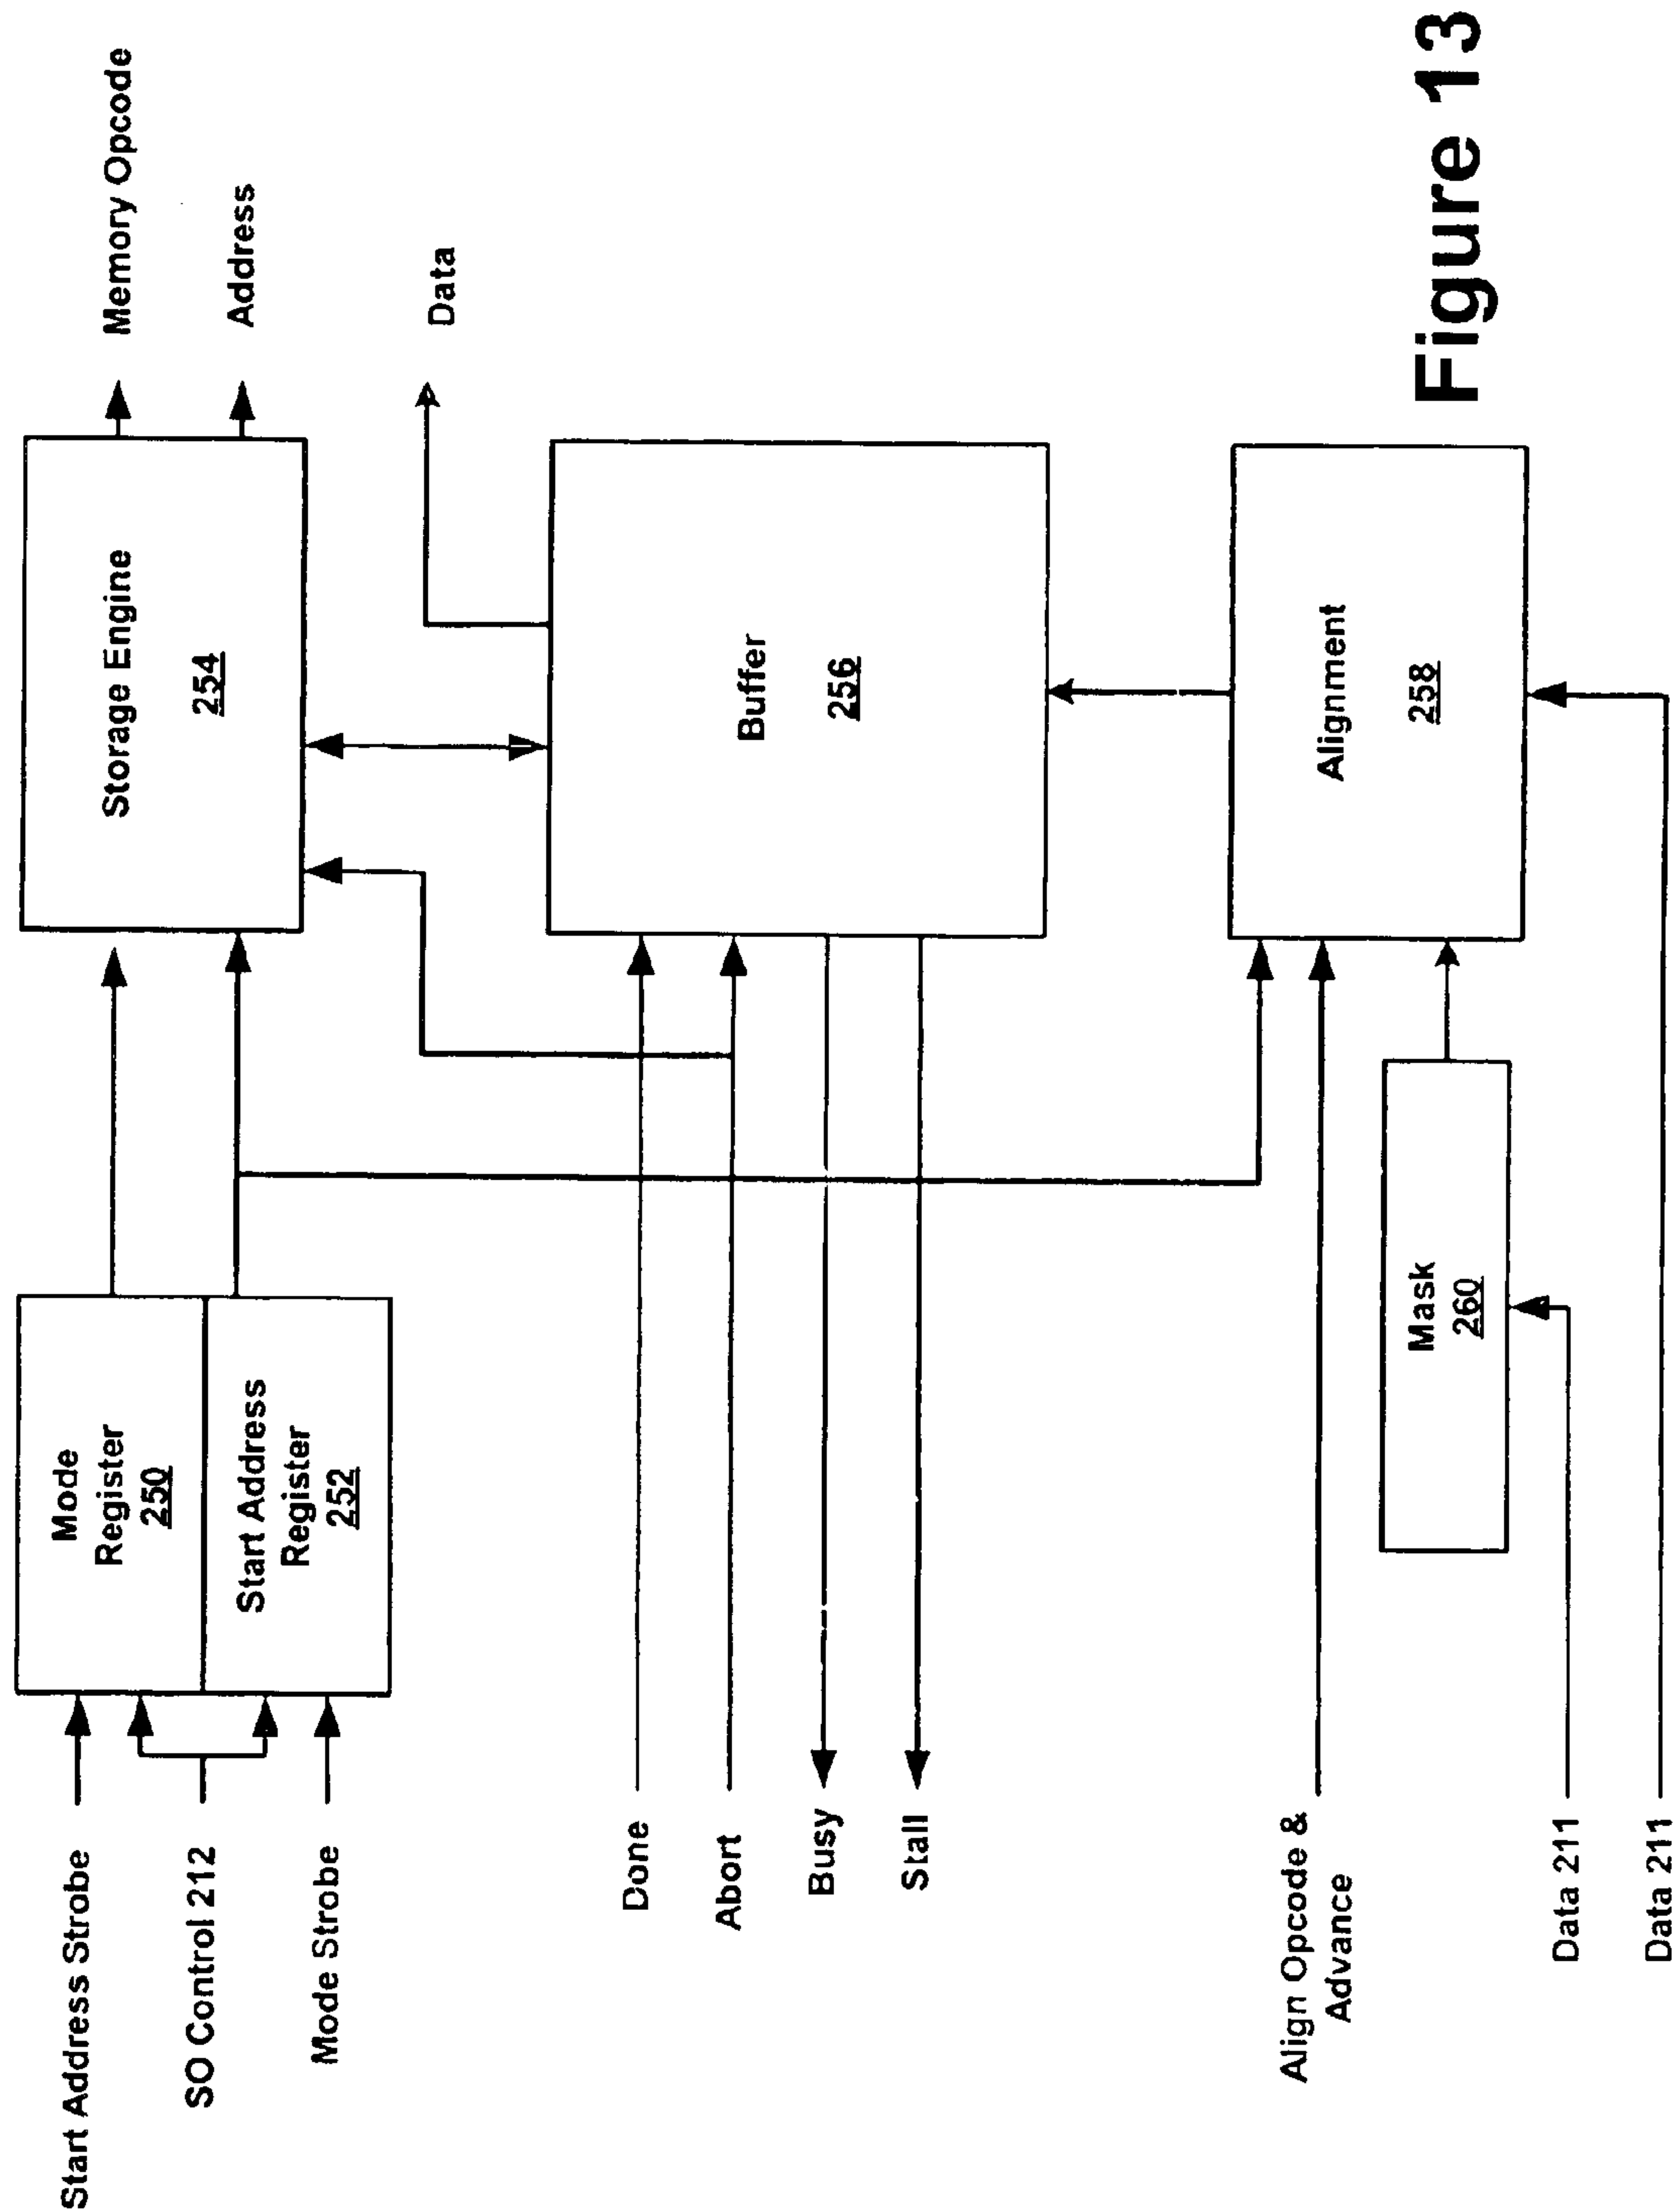 Start Address Strobe
SO Control 212
Mode Strobe
Mode
Register
250
Start Address
Register
252
Storage Engine
254
Memory Opcode
Address
Data
Done
Abort
Busy
Stall
Buffer
256
Align Opcode &
Advance
Alignment
258
Mask
260
Data 211
Data 211
Figure 13